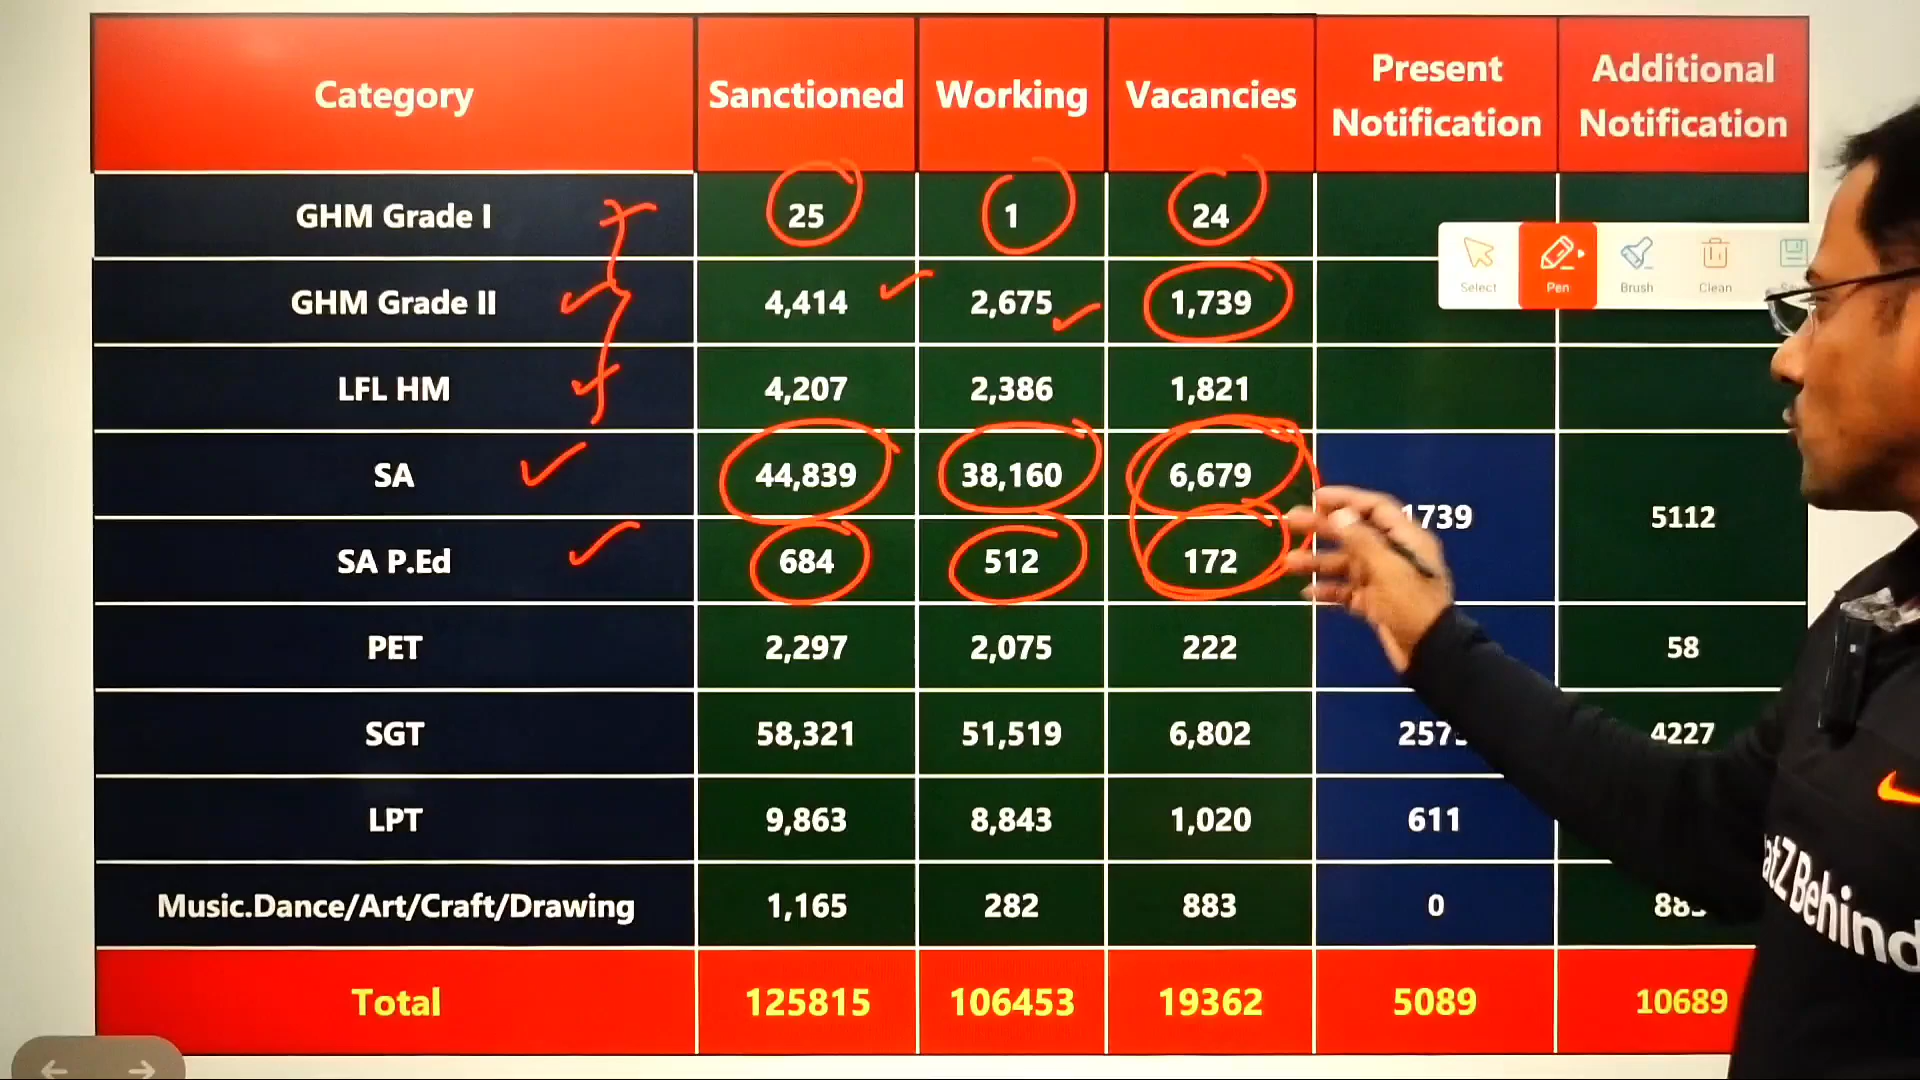 Category Sanctioned Working Vacancies Present Notification Additional Notification
GHM Grade I 25 1 24
GHM Grade II 4,414 2,675 1,739
LFL HM 4,207 2,386 1,821
SA 44,839 38,160 6,679
1739 5112
SA P.Ed 684 512 172
PET 2,297 2,075 222 58
SGT 58,321 51,519 6,802 4227
LPT 9,863 8,843 1,020 611
Music.Dance/Art/Craft/Drawing 1,165 282 883 0
Total 125815 106453 19362 5089 10689
Select Pen Brush Clean
Behind